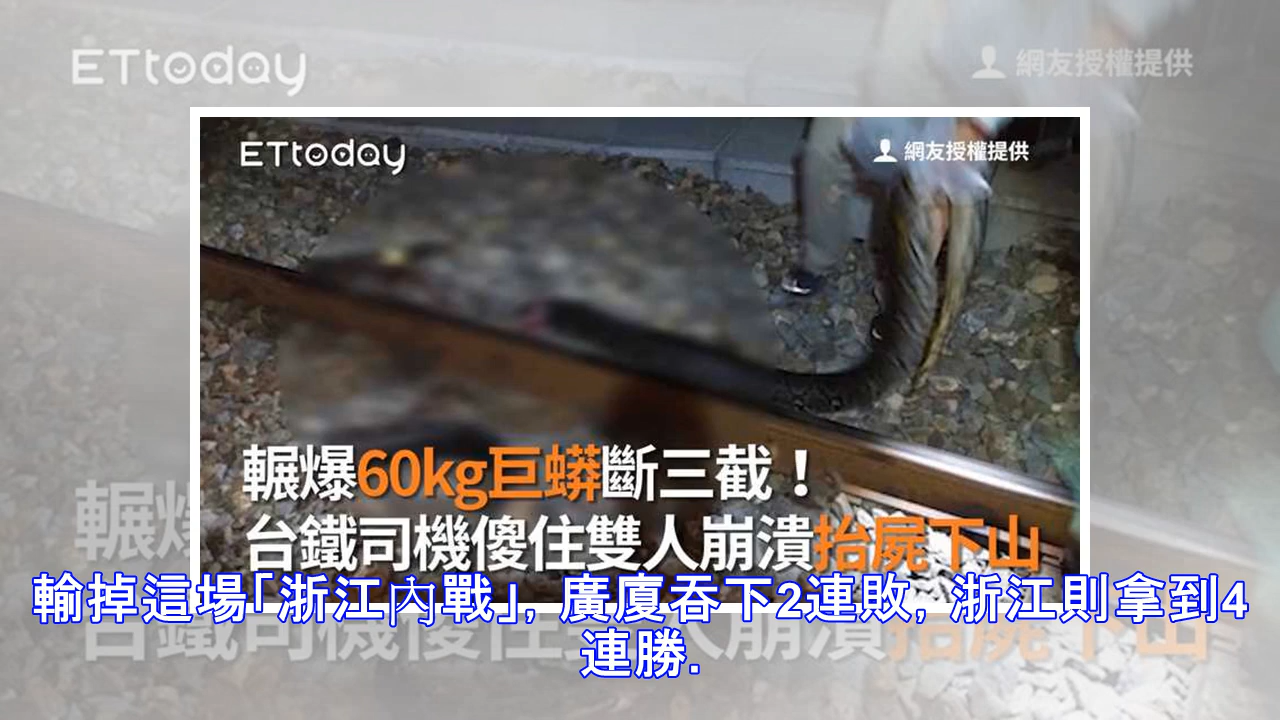 ETtoday
網友授權提供
ETtoday
網友授權提供
輾爆60kg巨蟒斷三截！
台鐵司機傻住雙人崩潰抬屍下山
輸掉這場「浙江內戰」, 廣廈吞下2連敗, 浙江則拿到4
連勝.